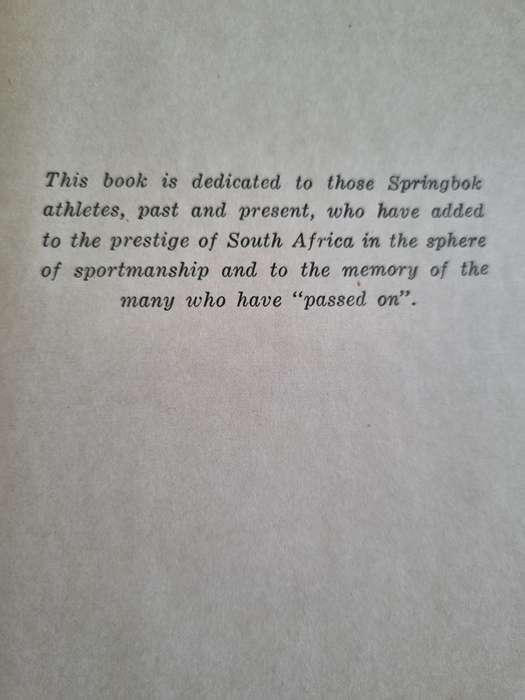 This book is dedicated to those Springbok
athletes, past and present, who have added
to the prestige of South Africa in the sphere
of sportmanship and to the memory of the
many who have “passed on”.